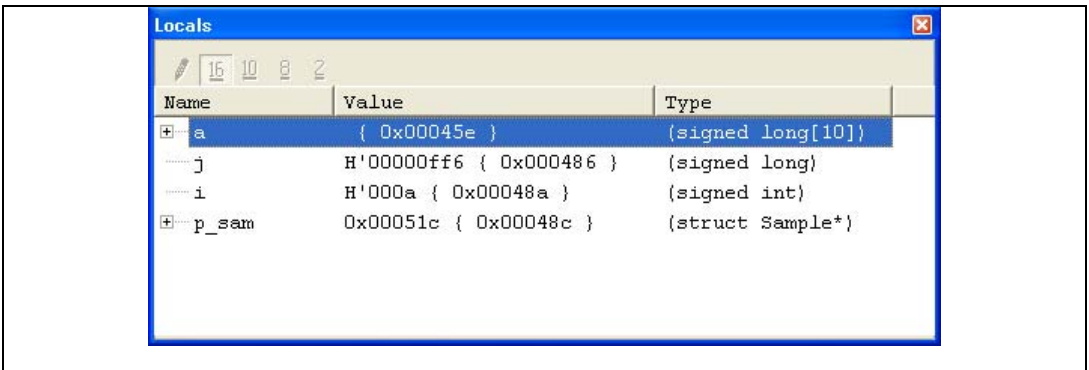 Locals
16 10 8 2
Name Value Type
a { 0x00045e } (signed long[10])
j H'00000ff6 { 0x000486 } (signed long)
i H'000a { 0x00048a } (signed int)
p_sam 0x00051c { 0x00048c } (struct Sample*)